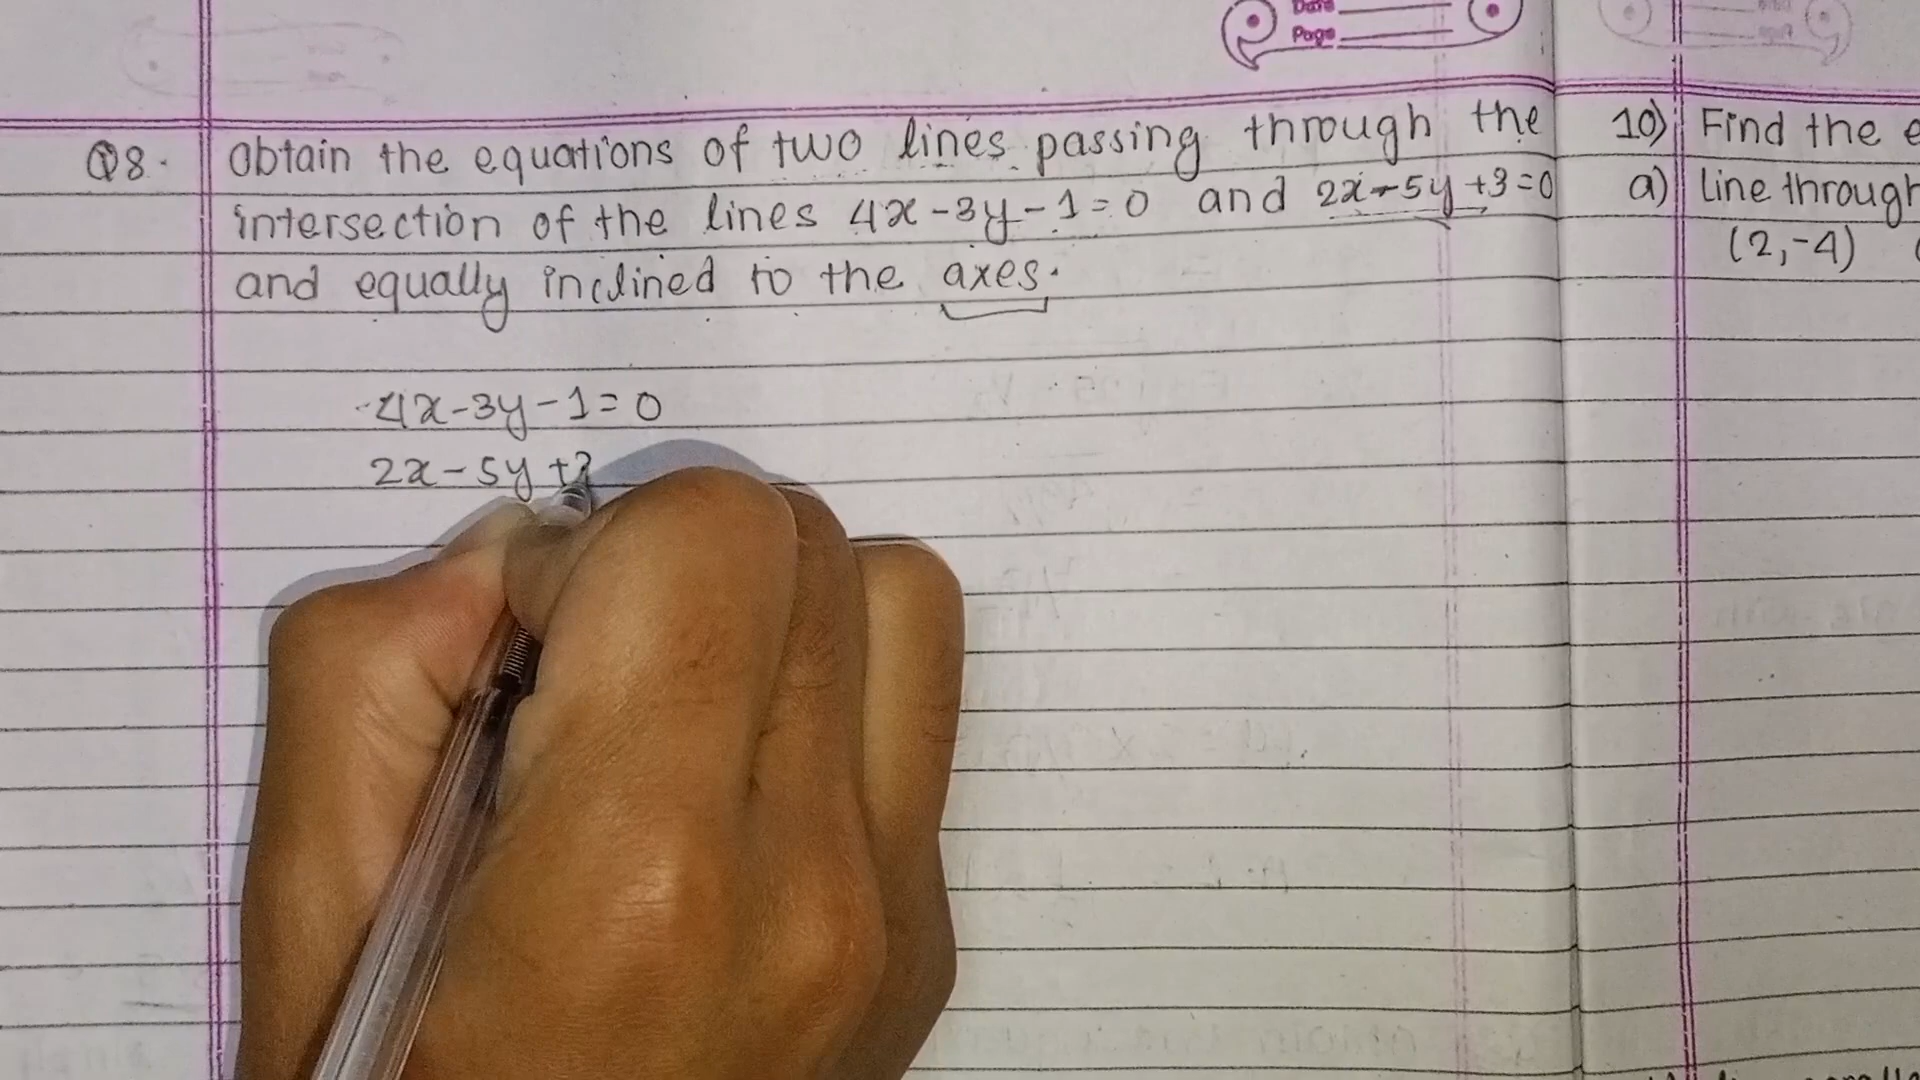 Date
Page
Q8. Obtain the equations of two lines passing through the
intersection of the lines 4x-3y-1=0 and 2x-5y+3=0
and equally inclined to the axes.
4x-3y-1=0
2x-5y+3
10) Find the e
a) Line through
(2,-4)